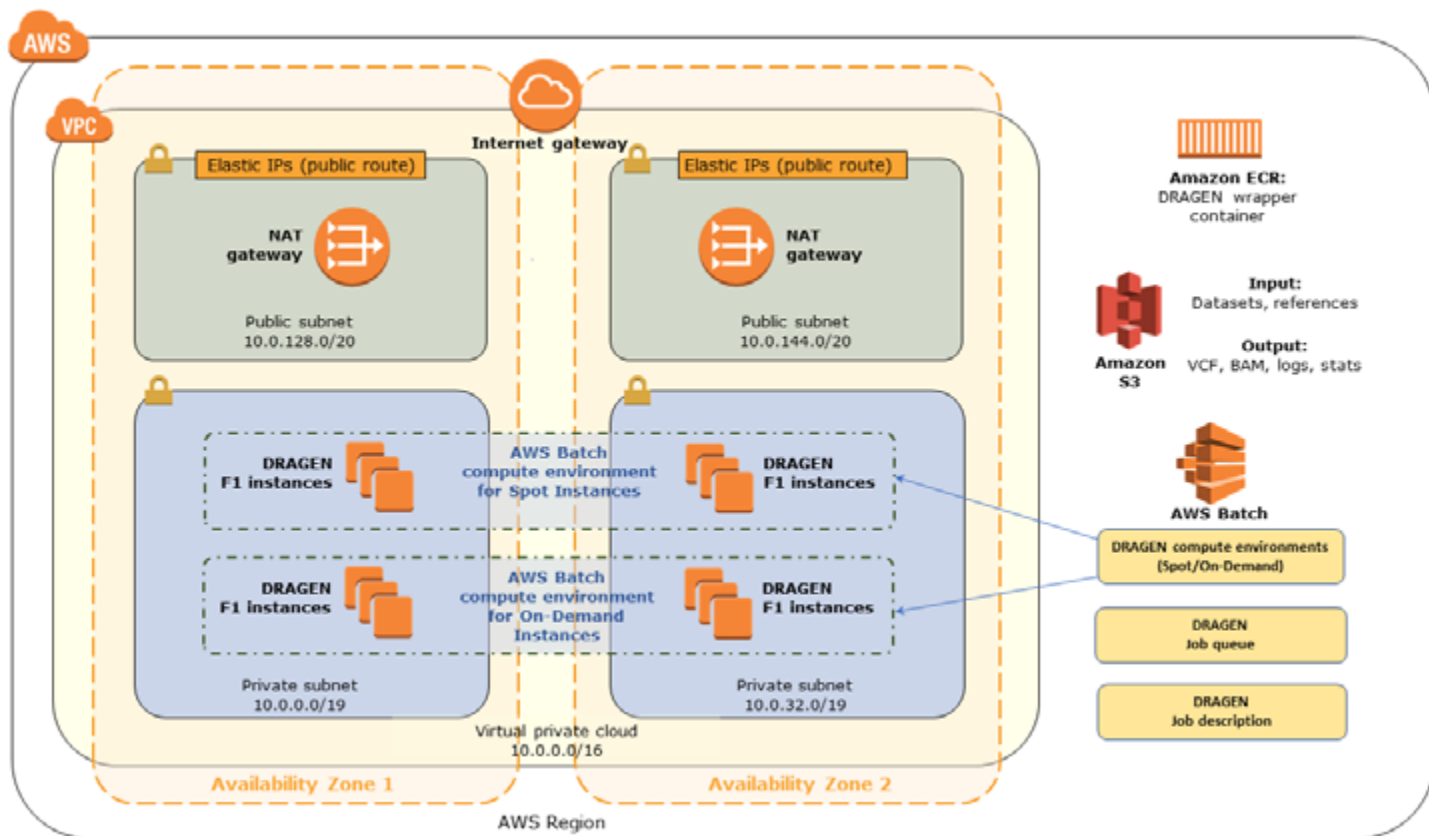 AWS
VPC
Internet gateway
Elastic IPs (public route)
NAT
gateway
Public subnet
10.0.128.0/20
Elastic IPs (public route)
NAT
gateway
Public subnet
10.0.144.0/20
DRAGEN
F1 instances
AWS Batch
compute environment
for Spot Instances
DRAGEN
F1 instances
DRAGEN
F1 instances
AWS Batch
compute environment
for On-Demand
Instances
DRAGEN
F1 instances
Private subnet
10.0.0.0/19
Private subnet
10.0.32.0/19
Virtual private cloud
10.0.0.0/16
Availability Zone 1
Availability Zone 2
AWS Region
Amazon ECR:
DRAGEN wrapper
container
Amazon
S3
Input:
Datasets, references
Output:
VCF, BAM, logs, stats
AWS Batch
DRAGEN compute environments
(Spot/On-Demand)
DRAGEN
Job queue
DRAGEN
Job description